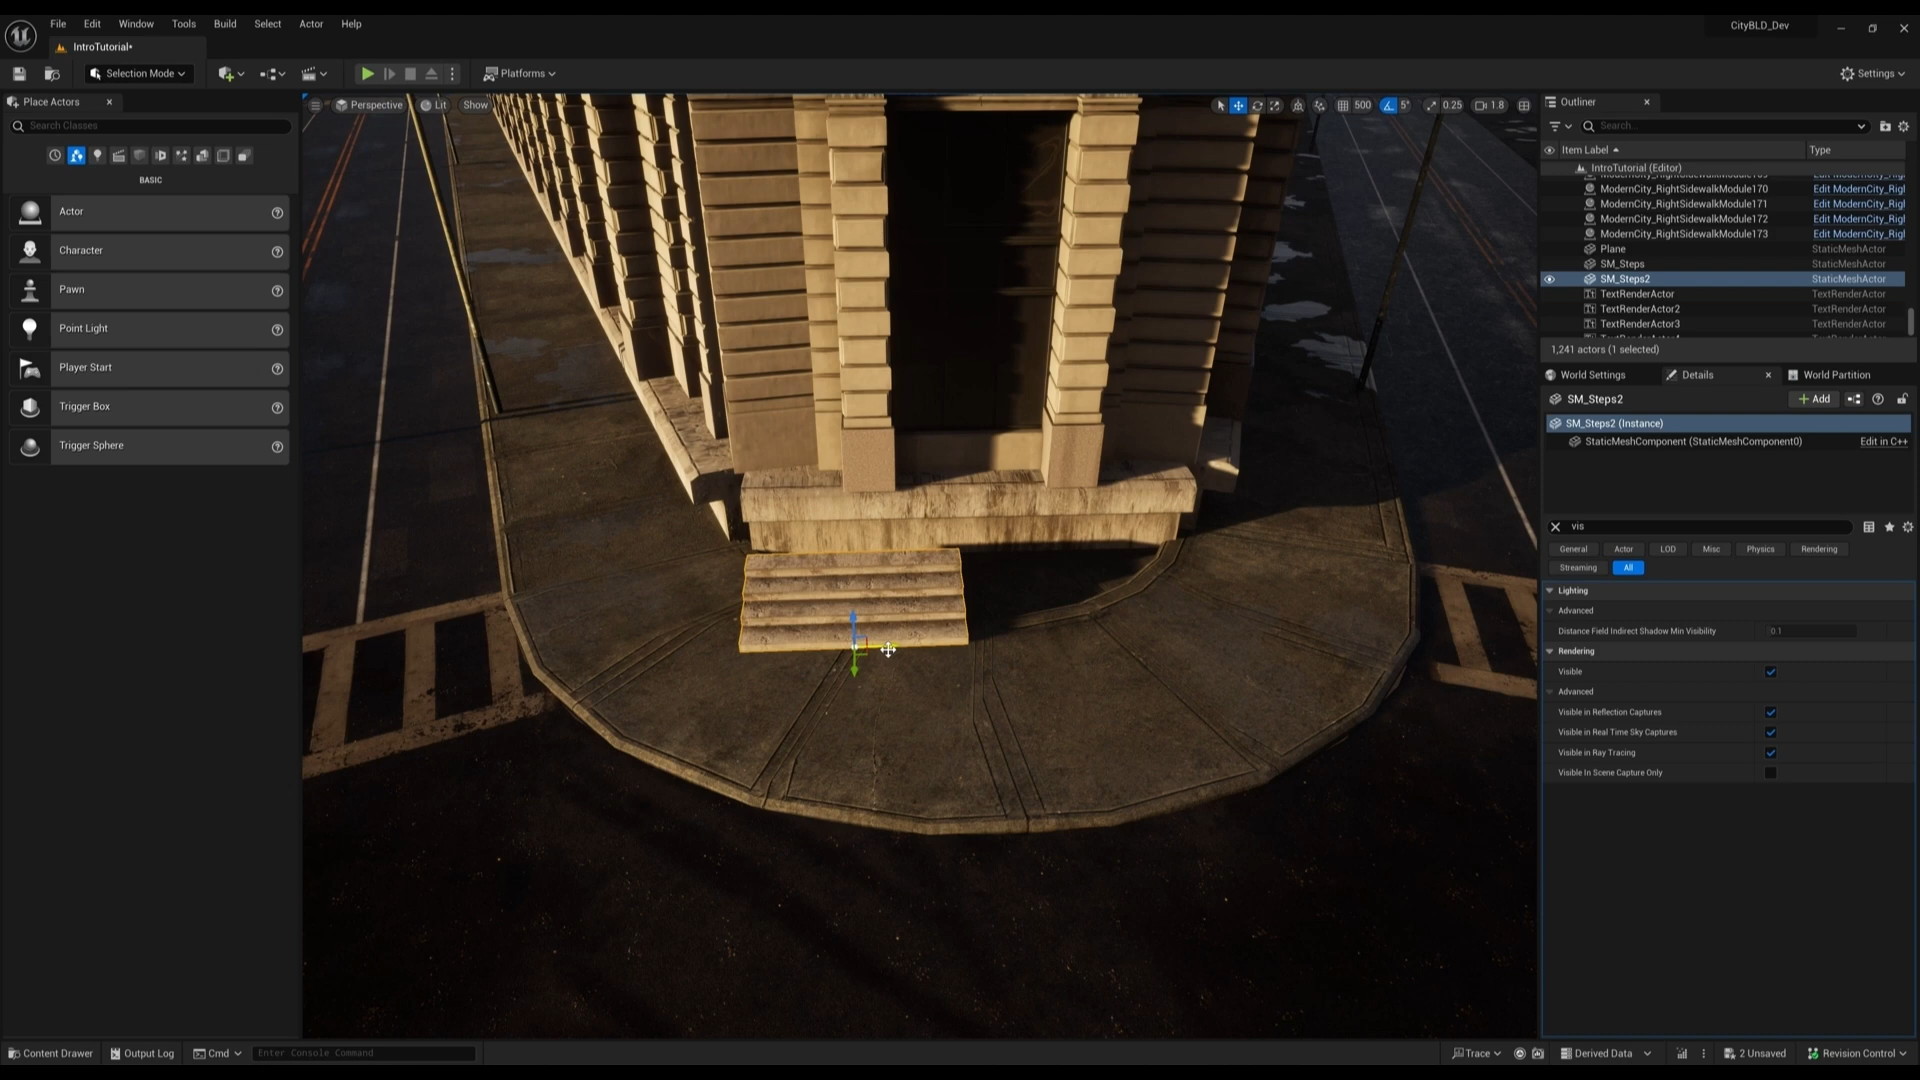 File Edit Window Tools Build Select Actor Help
CityBLD_Dev
IntroTutorial*
Selection Mode
Platforms
Settings
Place Actors
Search Classes
BASIC
Actor
Character
Pawn
Point Light
Player Start
Trigger Box
Trigger Sphere
Perspective Lit Show
500 5° 0.25 1.8
Outliner
Search...
Item Label Type
IntroTutorial (Editor)
ModernCity_RightSidewalkModule170 Edit ModernCity_Righ
ModernCity_RightSidewalkModule171 Edit ModernCity_Righ
ModernCity_RightSidewalkModule172 Edit ModernCity_Righ
ModernCity_RightSidewalkModule173 Edit ModernCity_Righ
Plane StaticMeshActor
SM_Steps StaticMeshActor
SM_Steps2 StaticMeshActor
TextRenderActor TextRenderActor
TextRenderActor2 TextRenderActor
TextRenderActor3 TextRenderActor
1,241 actors (1 selected)
World Settings Details World Partition
SM_Steps2
Add
SM_Steps2 (Instance)
StaticMeshComponent (StaticMeshComponent0) Edit in C++
vis
General Actor LOD Misc Physics Rendering
Streaming All
Lighting
Advanced
Distance Field Indirect Shadow Min Visibility 0.1
Rendering
Visible
Advanced
Visible in Reflection Captures
Visible in Real Time Sky Captures
Visible in Ray Tracing
Visible In Scene Capture Only
Content Drawer Output Log Cmd Enter Console Command
Trace Derived Data 2 Unsaved Revision Control